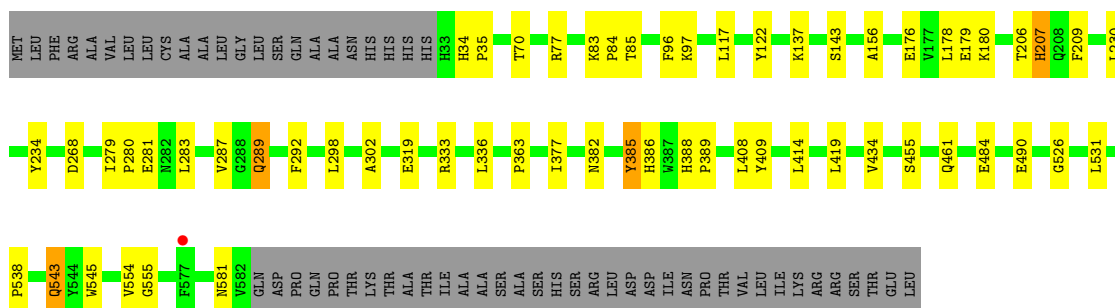 MET LEU PHE ARG ALA VAL LEU LEU CYS ALA ALA LEU GLY LEU SER GLN ALA ALA ASN HIS HIS HIS HIS H33 H34 P35 T70 R77 K83 P84 T85 F96 K97 L117 Y122 K137 S143 A156 E176 V177 L178 E179 K180 T206 H207 Q208 F209
Y234 D268 I279 P280 E281 N282 L283 V287 G288 Q289 F292 L298 A302 E319 R333 L336 P363 I377 N382 Y385 H386 W387 H388 P389 L408 Y409 L414 L419 V434 S455 Q461 E484 E490 G526 L531
P538 Q543 Y544 W545 V554 G555 F577 N581 V582 GLN ASP PRO GLN PRO THR LYS THR ALA THR ILE ALA ALA SER ALA SER HIS SER ARG LEU ASP ASP ILE ASN PRO THR VAL LEU ILE LYS ARG ARG SER THR GLU LEU